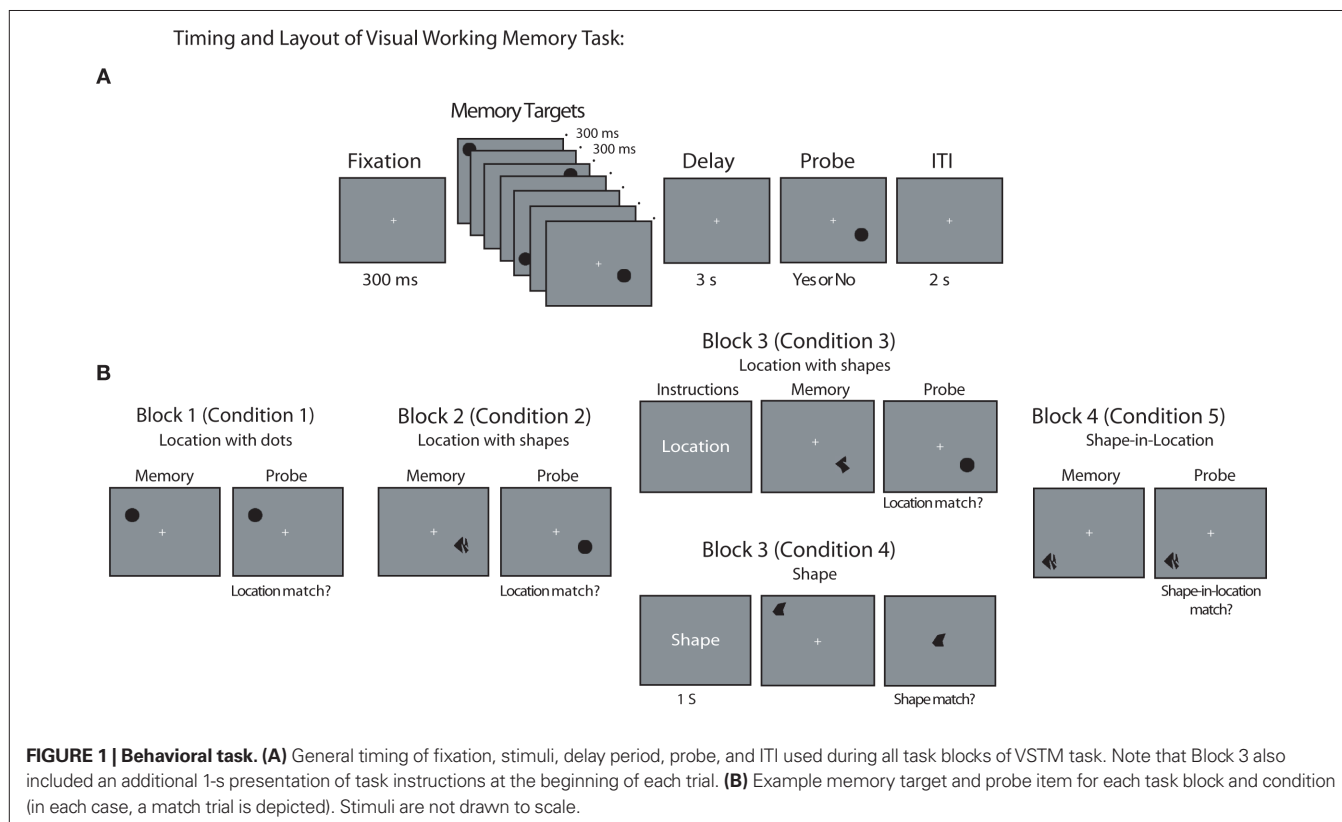 Timing and Layout of Visual Working Memory Task:
A
Memory Targets
300 ms
300 ms
Fixation
Delay
Probe
ITI
300 ms
3 s
Yes or No
2 s
B
Block 1 (Condition 1)
Location with dots
Memory
Probe
Location match?
Block 2 (Condition 2)
Location with shapes
Memory
Probe
Location match?
Block 3 (Condition 3)
Location with shapes
Instructions
Memory
Probe
Location
Location match?
Block 3 (Condition 4)
Shape
Shape
1 S
Shape match?
Block 4 (Condition 5)
Shape-in-Location
Memory
Probe
Shape-in-location
match?
FIGURE 1 | Behavioral task. (A) General timing of fixation, stimuli, delay period, probe, and ITI used during all task blocks of VSTM task. Note that Block 3 also
included an additional 1-s presentation of task instructions at the beginning of each trial. (B) Example memory target and probe item for each task block and condition
(in each case, a match trial is depicted). Stimuli are not drawn to scale.